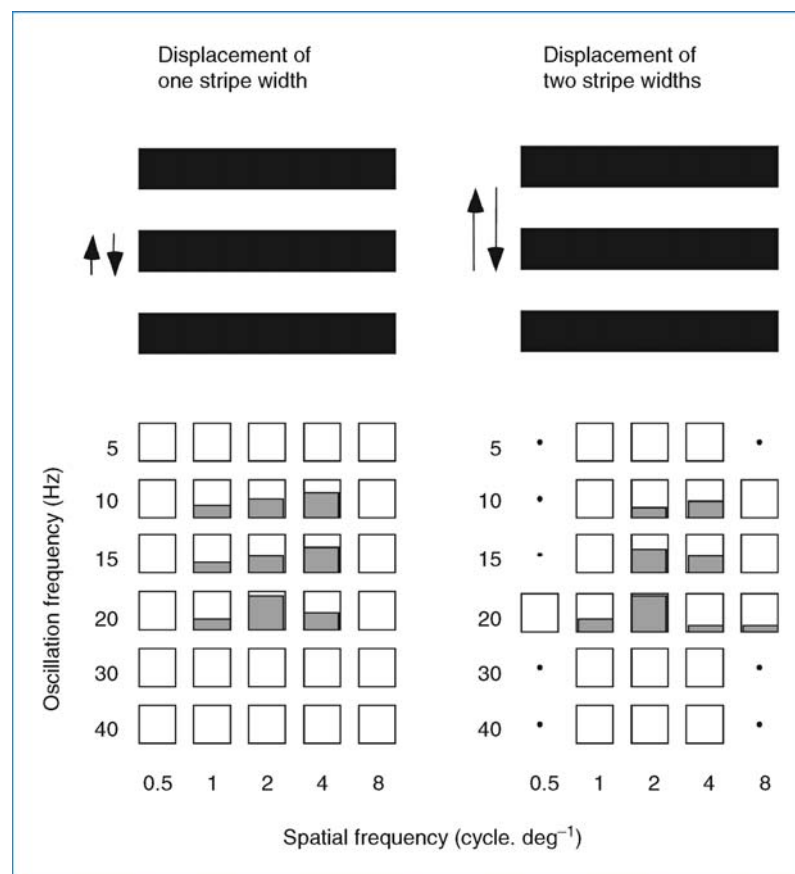 Displacement of
one stripe width
Displacement of
two stripe widths
Oscillation frequency (Hz)
5
10
15
20
30
40
0.5 1 2 4 8
5
10
15
20
30
40
0.5 1 2 4 8
Spatial frequency (cycle. deg⁻¹)